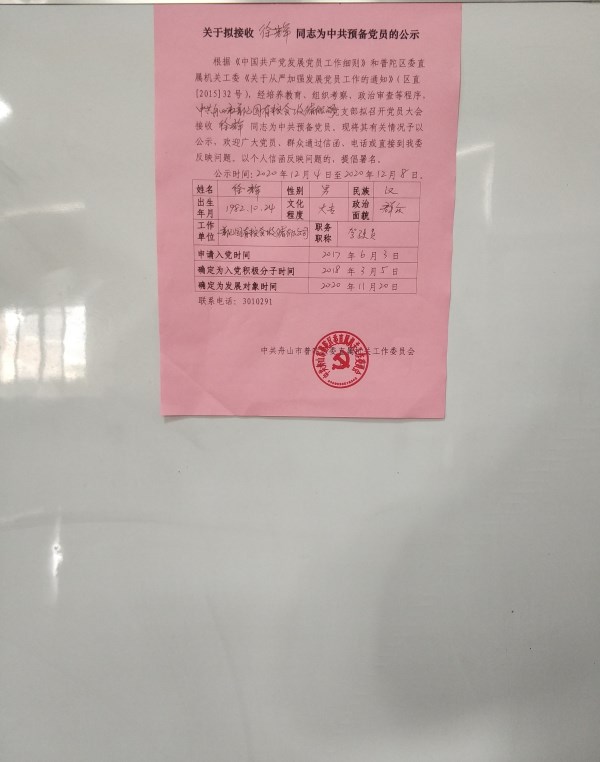 关于拟接收 徐辉 同志为中共预备党员的公示
根据《中国共产党发展党员工作细则》和普陀区委直
属机关工委《关于从严加强发展党员工作的通知》(区直
[2015]32号),经培养教育、组织考察、政治审查等程序,
党支部拟召开党员大会
接收 徐辉 同志为中共预备党员。现将其有关情况予以
公示,欢迎广大党员、群众通过信函、电话或直接到我委
反映问题。以个人信函反映问题的,提倡署名。
公示时间:2020年12月4日至2020年12月8日。
姓名 徐辉 性别 男 民族 汉
出生年月 1982.12.24 文化程度 大专 政治面貌 群众
工作单位 职务职称
申请入党时间 2017年6月3日
确定为入党积极分子时间 2018年3月5日
确定为发展对象时间 2020年11月20日
联系电话:3010291
中共舟山市普陀区委直属机关工作委员会